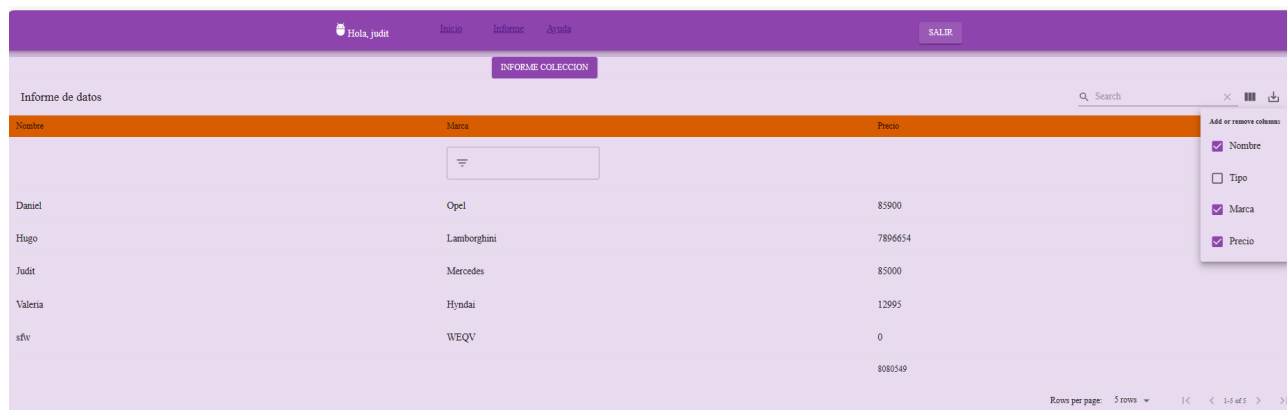 Hola, judit Inicio Informe Ayuda SALIR
INFORME COLECCION
Informe de datos Search
Nombre Marca Precio
Add or remove columns
Nombre
Tipo
Marca
Precio
Daniel Opel 85900
Hugo Lamborghini 7896654
Judit Mercedes 85000
Valeria Hyndai 12995
sfw WEQV 0
8080549
Rows per page: 5 rows 1-5 of 5